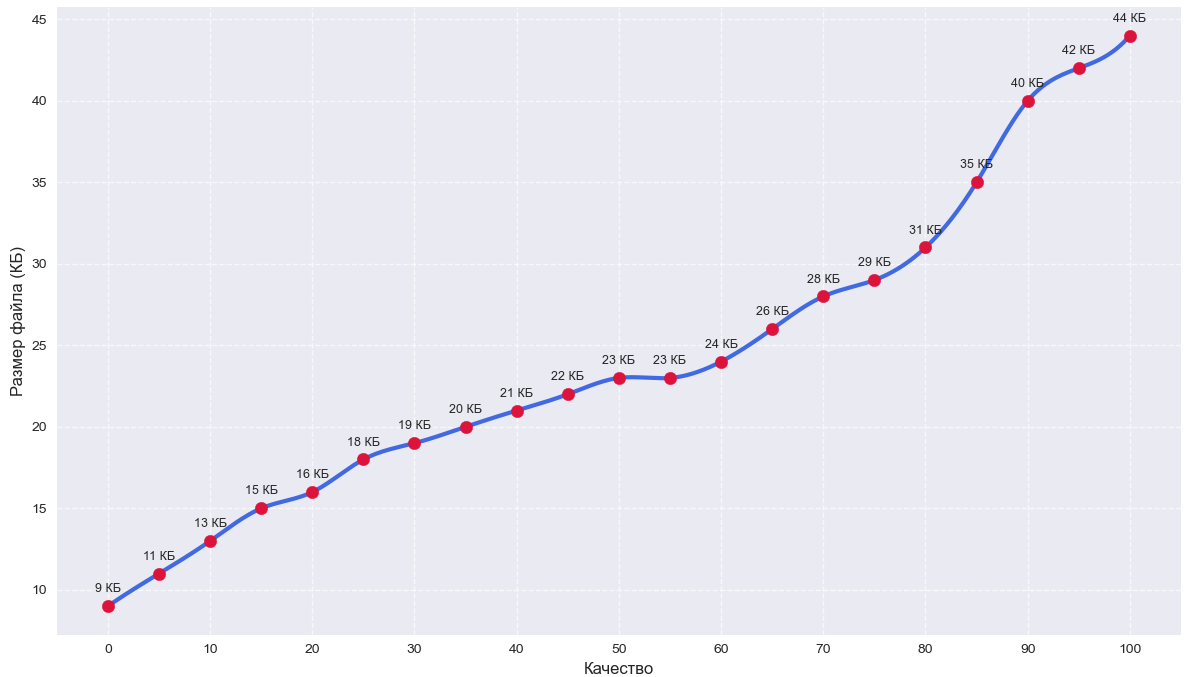 45
40
35
30
25
20
15
10
Размер файла (КБ)
9 КБ
11 КБ
13 КБ
15 КБ
16 КБ
18 КБ
19 КБ
20 КБ
21 КБ
22 КБ
23 КБ
23 КБ
24 КБ
26 КБ
28 КБ
29 КБ
31 КБ
35 КБ
40 КБ
42 КБ
44 КБ
0 10 20 30 40 50 60 70 80 90 100
Качество